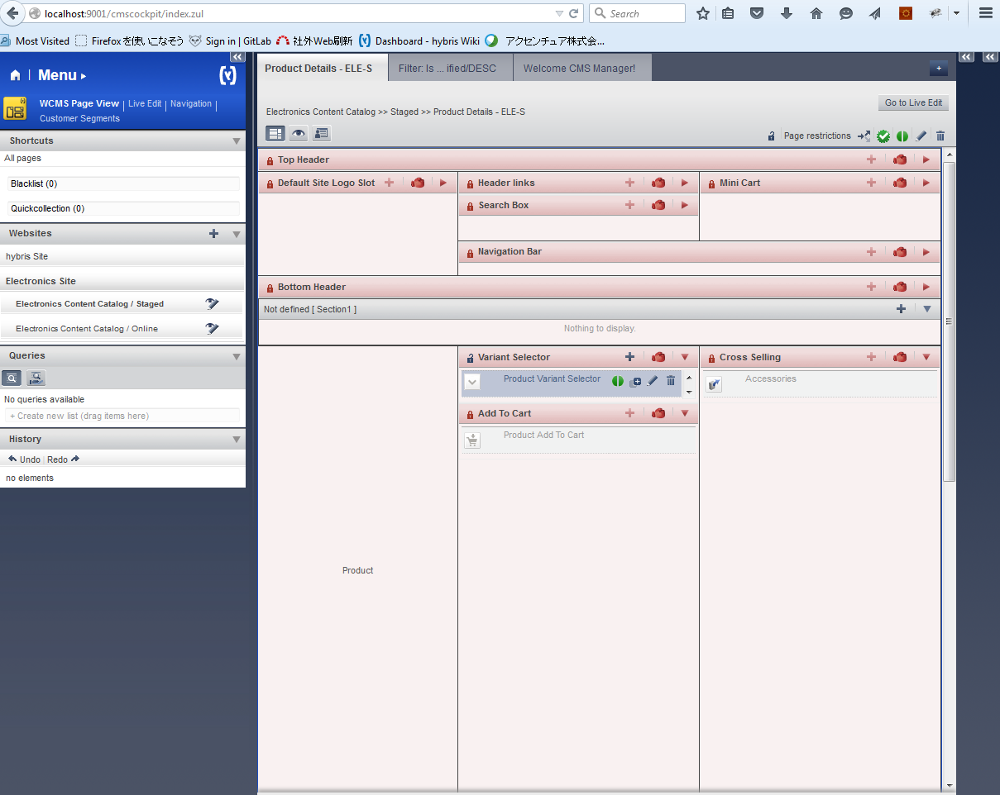 localhost:9001/cmscockpit/index.zul
Search
Most Visited Firefox を使いこなそう Sign in | GitLab 社外Web刷新 Dashboard - hybris Wiki アクセンチュア株式会...
Menu
WCMS Page View | Live Edit | Navigation |
Customer Segments
Shortcuts
All pages
Blacklist (0)
Quickcollection (0)
Websites
hybris Site
Electronics Site
Electronics Content Catalog / Staged
Electronics Content Catalog / Online
Queries
No queries available
+ Create new list (drag items here)
History
Undo | Redo
no elements
Product Details - ELE-S
Filter: Is ... ified/DESC
Welcome CMS Manager!
Go to Live Edit
Electronics Content Catalog >> Staged >> Product Details - ELE-S
Page restrictions
Top Header
Default Site Logo Slot
Header links
Mini Cart
Search Box
Navigation Bar
Bottom Header
Not defined [ Section1 ]
Nothing to display.
Variant Selector
Cross Selling
Product Variant Selector
Accessories
Add To Cart
Product Add To Cart
Product